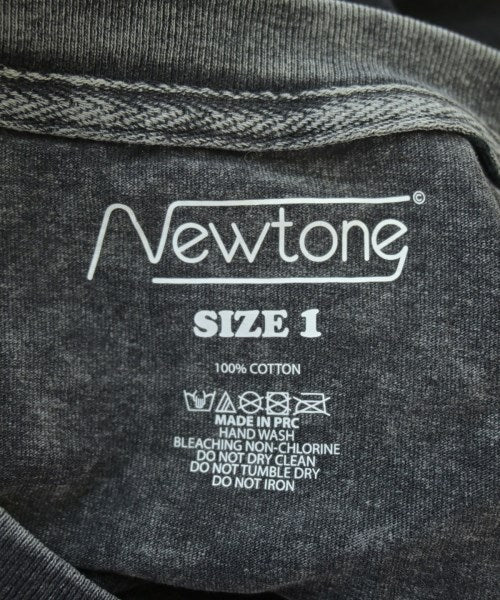 Newtone©
SIZE 1
100% COTTON
MADE IN PRC
HAND WASH
BLEACHING NON-CHLORINE
DO NOT DRY CLEAN
DO NOT TUMBLE DRY
DO NOT IRON